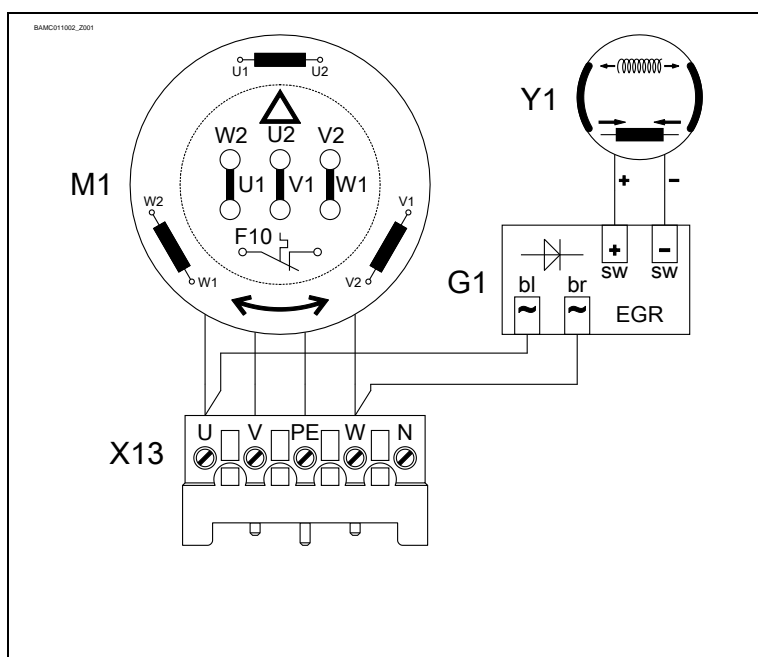 BAMC011002_Z001
U1 U2
W2 U2 V2
U1 V1 W1
F10
M1
W2
W1
V1
V2
Y1
+ -
+ -
sw sw
G1
bl br
~ ~
EGR
X13
U V PE W N